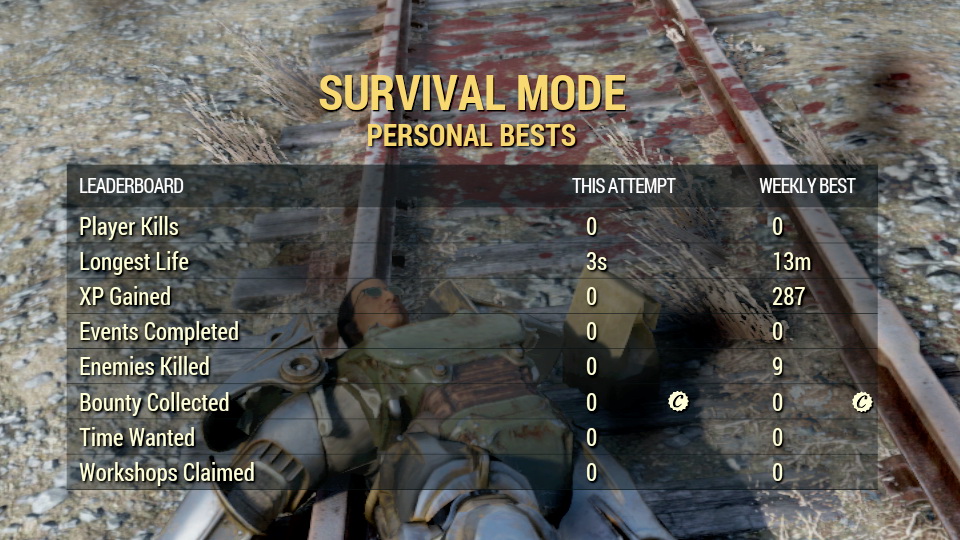 SURVIVAL MODE
PERSONAL BESTS
LEADERBOARD THIS ATTEMPT WEEKLY BEST
Player Kills 0 0
Longest Life 3s 13m
XP Gained 0 287
Events Completed 0 0
Enemies Killed 0 9
Bounty Collected 0 C 0 C
Time Wanted 0 0
Workshops Claimed 0 0